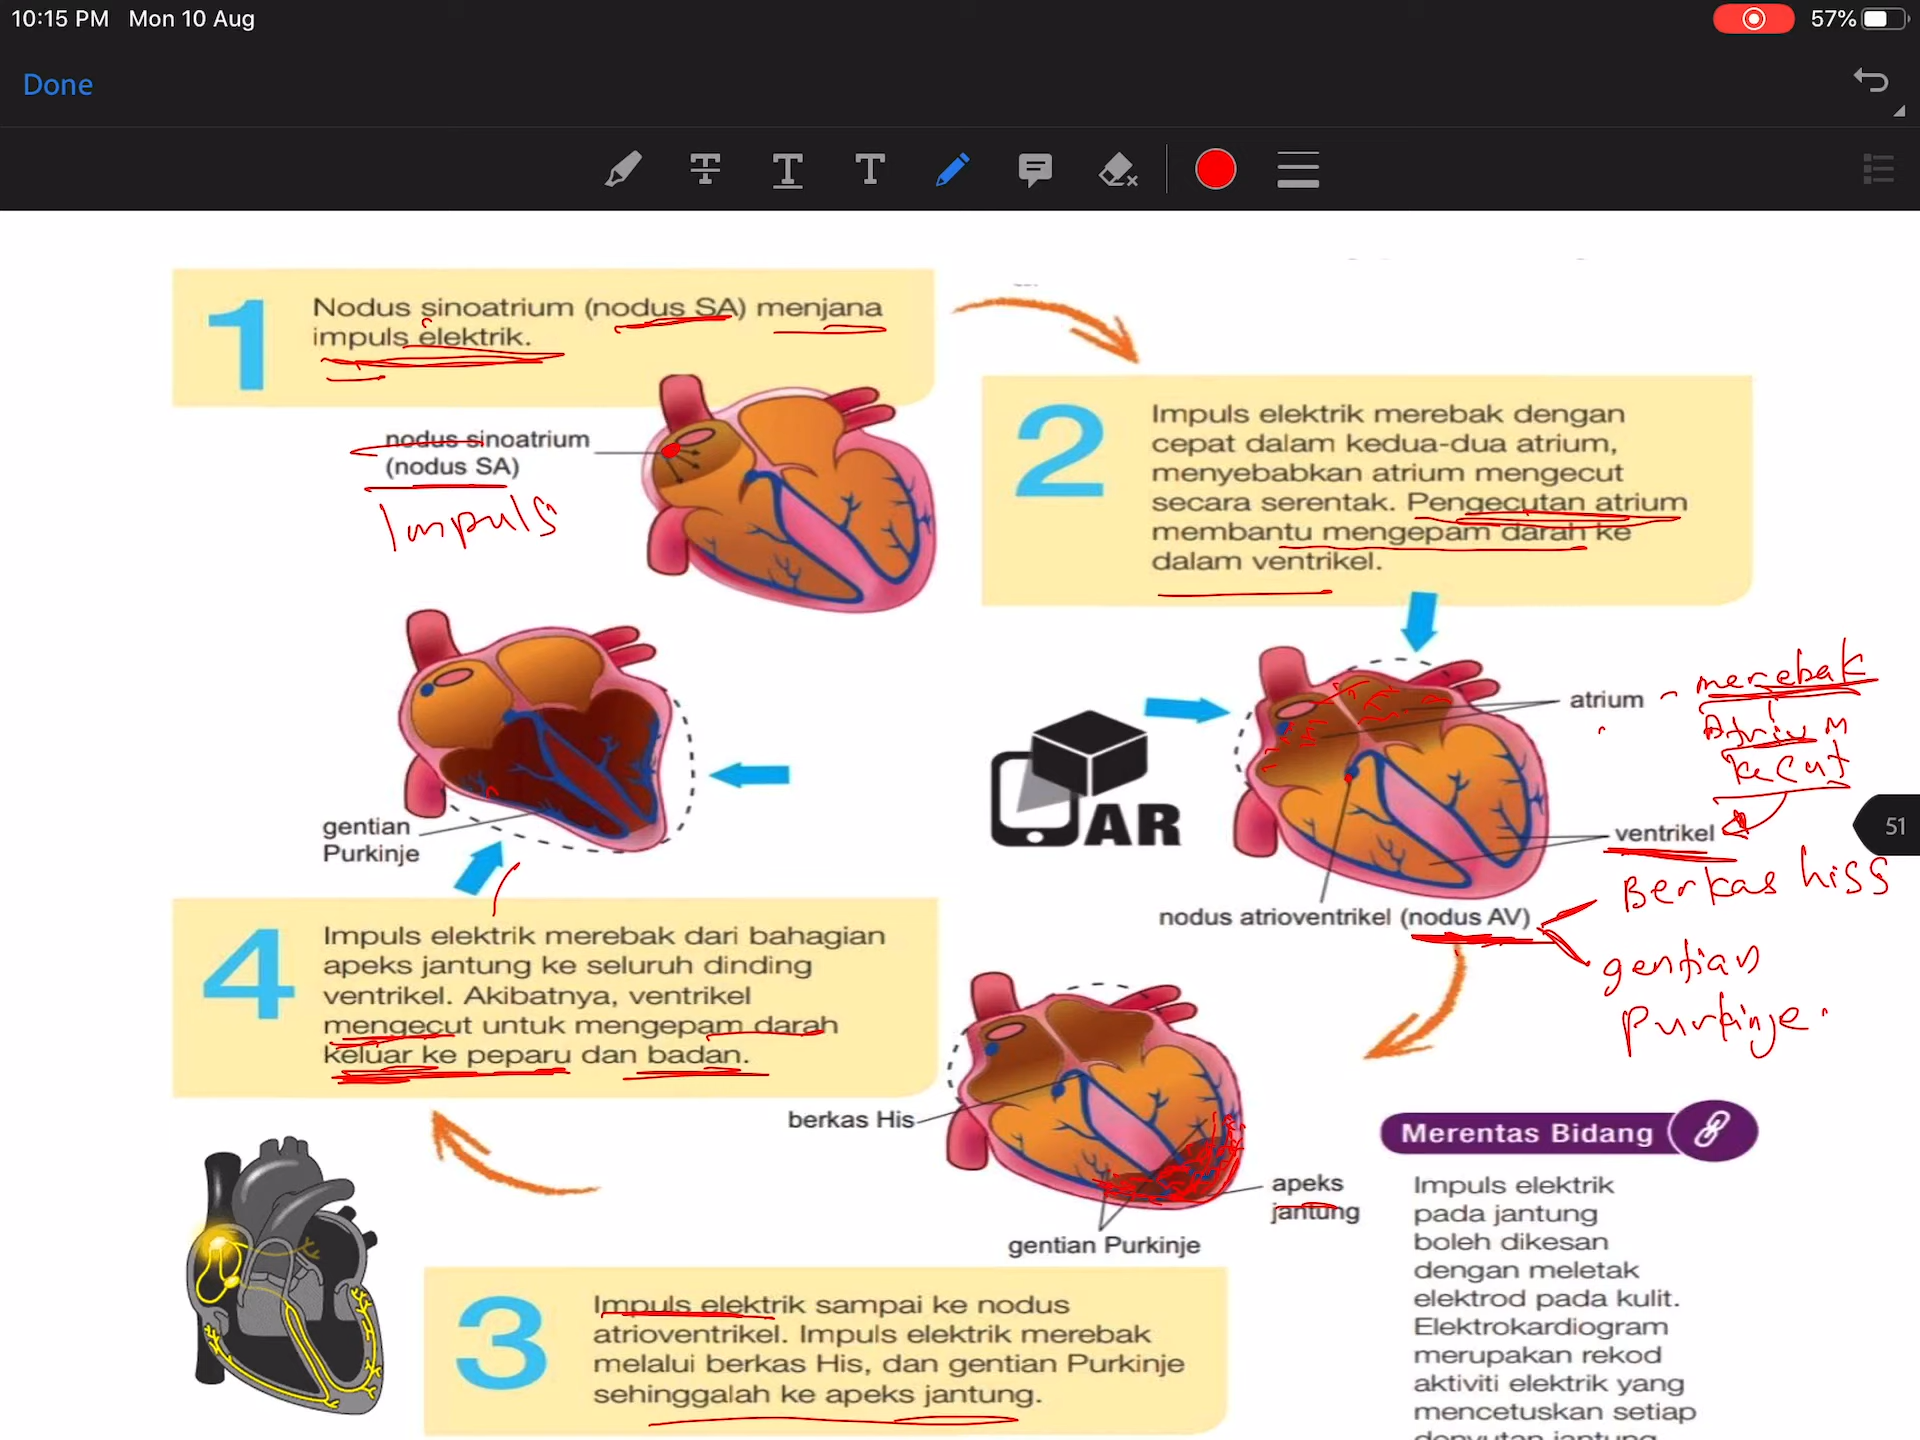 10:15 PM Mon 10 Aug
57%
Done
T T T
1
Nodus sinoatrium (nodus SA) menjana
impuls elektrik.
nodus sinoatrium
(nodus SA)
Impuls
2
Impuls elektrik merebak dengan
cepat dalam kedua-dua atrium,
menyebabkan atrium mengecut
secara serentak. Pengecutan atrium
membantu mengepam darah ke
dalam ventrikel.
atrium
merebak
Atrium
kecut
ventrikel
51
Berkas hiss
nodus atrioventrikel (nodus AV)
gentian
Purkinje
AR
gentian
Purkinje
4
Impuls elektrik merebak dari bahagian
apeks jantung ke seluruh dinding
ventrikel. Akibatnya, ventrikel
mengecut untuk mengepam darah
keluar ke peparu dan badan.
berkas His
apeks
jantung
gentian Purkinje
3
Impuls elektrik sampai ke nodus
atrioventrikel. Impuls elektrik merebak
melalui berkas His, dan gentian Purkinje
sehinggalah ke apeks jantung.
Merentas Bidang
Impuls elektrik
pada jantung
boleh dikesan
dengan meletak
elektrod pada kulit.
Elektrokardiogram
merupakan rekod
aktiviti elektrik yang
mencetuskan setiap
denyutan jantung